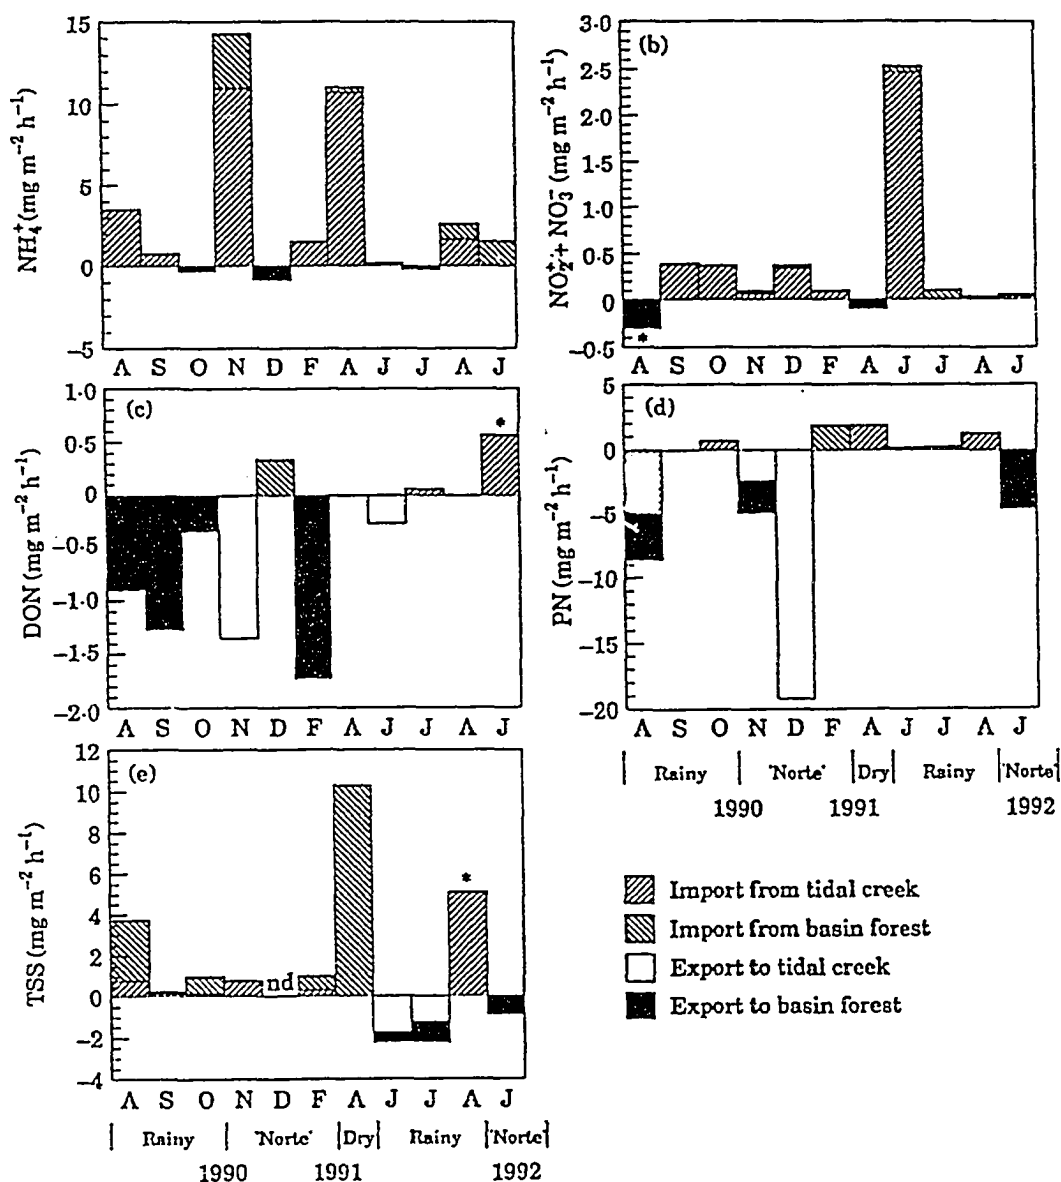 15
10
5
0
−5
NH₄⁺ (mg m⁻² h⁻¹)
Λ S O N D F Λ J J Λ J
(b)
3·0
2·5
2·0
1·5
1·0
0·5
0
−0·5
NO₂⁺ + NO₃⁻ (mg m⁻² h⁻¹)
*
A S O N D F A J J A J
(c)
1·0
0·5
0
−0·5
−1·0
−1·5
−2·0
DON (mg m⁻² h⁻¹)
*
Λ S O N D F Λ J J Λ J
(d)
5
0
−5
−10
−15
−20
PN (mg m⁻² h⁻¹)
Λ S O N D F A J J A J
Rainy 'Norte' Dry Rainy 'Norte'
1990 1991 1992
(e)
12
10
8
6
4
2
0
−2
−4
TSS (mg m⁻² h⁻¹)
nd
*
Λ S O N D F Λ J J Λ J
Rainy 'Norte' Dry Rainy 'Norte'
1990 1991 1992
Import from tidal creek
Import from basin forest
Export to tidal creek
Export to basin forest